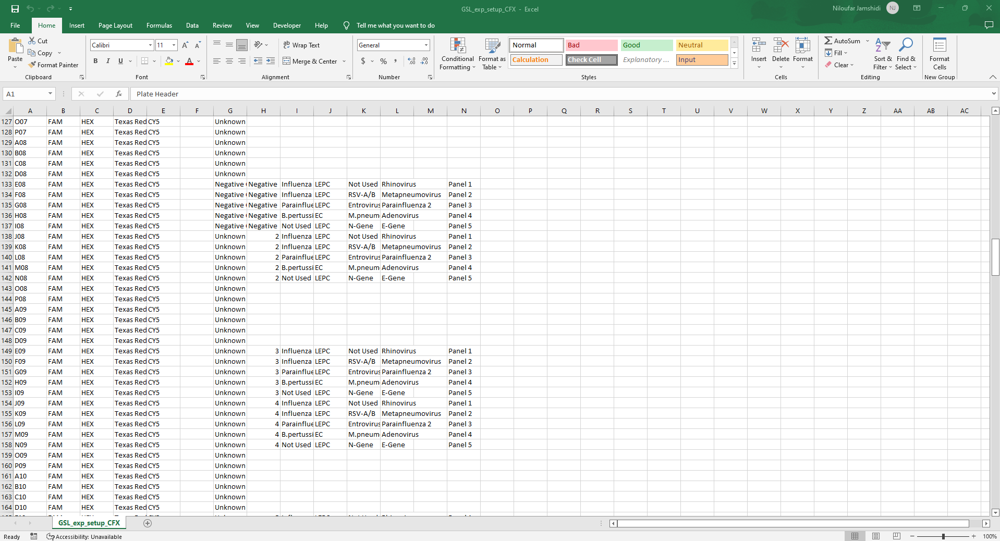 GSL_exp_setup_CFX - Excel
Niloufar Jamshidi NJ
File Home Insert Page Layout Formulas Data Review View Developer Help Tell me what you want to do
Paste Cut Copy Format Painter Clipboard
Calibri 11 A A B I U A Font
ab Wrap Text Merge & Center Alignment
General $ % , Number
Conditional Formatting Format as Table
Normal Bad Good Neutral
Calculation Check Cell Explanatory ... Input
Styles
Insert Delete Format Cells
AutoSum Fill Clear Sort & Filter Find & Select Editing
Format Cells New Group
A1 fx Plate Header
A B C D E F G H I J K L M N O P Q R S T U V W X Y Z AA AB AC
127 O07 FAM HEX Texas Red CY5 Unknown
128 P07 FAM HEX Texas Red CY5 Unknown
129 A08 FAM HEX Texas Red CY5 Unknown
130 B08 FAM HEX Texas Red CY5 Unknown
131 C08 FAM HEX Texas Red CY5 Unknown
132 D08 FAM HEX Texas Red CY5 Unknown
133 E08 FAM HEX Texas Red CY5 Negative Negative Influenza LEPC Not Used Rhinovirus Panel 1
134 F08 FAM HEX Texas Red CY5 Negative Negative Influenza LEPC RSV-A/B Metapneumovirus Panel 2
135 G08 FAM HEX Texas Red CY5 Negative Negative Parainflue LEPC Entrovirus Parainfluenza 2 Panel 3
136 H08 FAM HEX Texas Red CY5 Negative Negative B.pertussi EC M.pneum Adenovirus Panel 4
137 I08 FAM HEX Texas Red CY5 Negative Negative Not Used LEPC N-Gene E-Gene Panel 5
138 J08 FAM HEX Texas Red CY5 Unknown 2 Influenza LEPC Not Used Rhinovirus Panel 1
139 K08 FAM HEX Texas Red CY5 Unknown 2 Influenza LEPC RSV-A/B Metapneumovirus Panel 2
140 L08 FAM HEX Texas Red CY5 Unknown 2 Parainflue LEPC Entrovirus Parainfluenza 2 Panel 3
141 M08 FAM HEX Texas Red CY5 Unknown 2 B.pertussi EC M.pneum Adenovirus Panel 4
142 N08 FAM HEX Texas Red CY5 Unknown 2 Not Used LEPC N-Gene E-Gene Panel 5
143 O08 FAM HEX Texas Red CY5 Unknown
144 P08 FAM HEX Texas Red CY5 Unknown
145 A09 FAM HEX Texas Red CY5 Unknown
146 B09 FAM HEX Texas Red CY5 Unknown
147 C09 FAM HEX Texas Red CY5 Unknown
148 D09 FAM HEX Texas Red CY5 Unknown
149 E09 FAM HEX Texas Red CY5 Unknown 3 Influenza LEPC Not Used Rhinovirus Panel 1
150 F09 FAM HEX Texas Red CY5 Unknown 3 Influenza LEPC RSV-A/B Metapneumovirus Panel 2
151 G09 FAM HEX Texas Red CY5 Unknown 3 Parainflue LEPC Entrovirus Parainfluenza 2 Panel 3
152 H09 FAM HEX Texas Red CY5 Unknown 3 B.pertussi EC M.pneum Adenovirus Panel 4
153 I09 FAM HEX Texas Red CY5 Unknown 3 Not Used LEPC N-Gene E-Gene Panel 5
154 J09 FAM HEX Texas Red CY5 Unknown 4 Influenza LEPC Not Used Rhinovirus Panel 1
155 K09 FAM HEX Texas Red CY5 Unknown 4 Influenza LEPC RSV-A/B Metapneumovirus Panel 2
156 L09 FAM HEX Texas Red CY5 Unknown 4 Parainflue LEPC Entrovirus Parainfluenza 2 Panel 3
157 M09 FAM HEX Texas Red CY5 Unknown 4 B.pertussi EC M.pneum Adenovirus Panel 4
158 N09 FAM HEX Texas Red CY5 Unknown 4 Not Used LEPC N-Gene E-Gene Panel 5
159 O09 FAM HEX Texas Red CY5 Unknown
160 P09 FAM HEX Texas Red CY5 Unknown
161 A10 FAM HEX Texas Red CY5 Unknown
162 B10 FAM HEX Texas Red CY5 Unknown
163 C10 FAM HEX Texas Red CY5 Unknown
164 D10 FAM HEX Texas Red CY5 Unknown
GSL_exp_setup_CFX
Ready Accessibility: Unavailable 100%